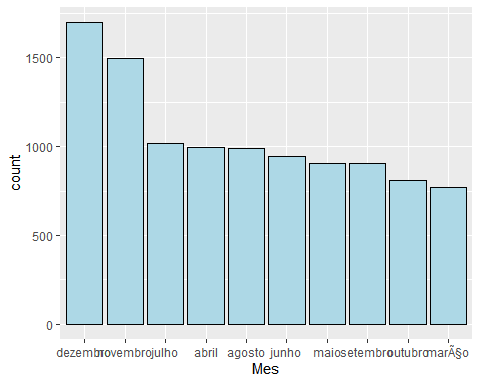 1500
1000
500
0
count
dezembro novembro julho abril agosto junho maio setembro outubro marÃ§o
Mes